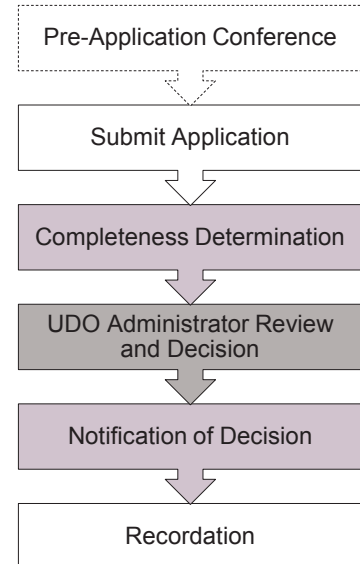 Pre-Application Conference
Submit Application
Completeness Determination
UDO Administrator Review
and Decision
Notification of Decision
Recordation